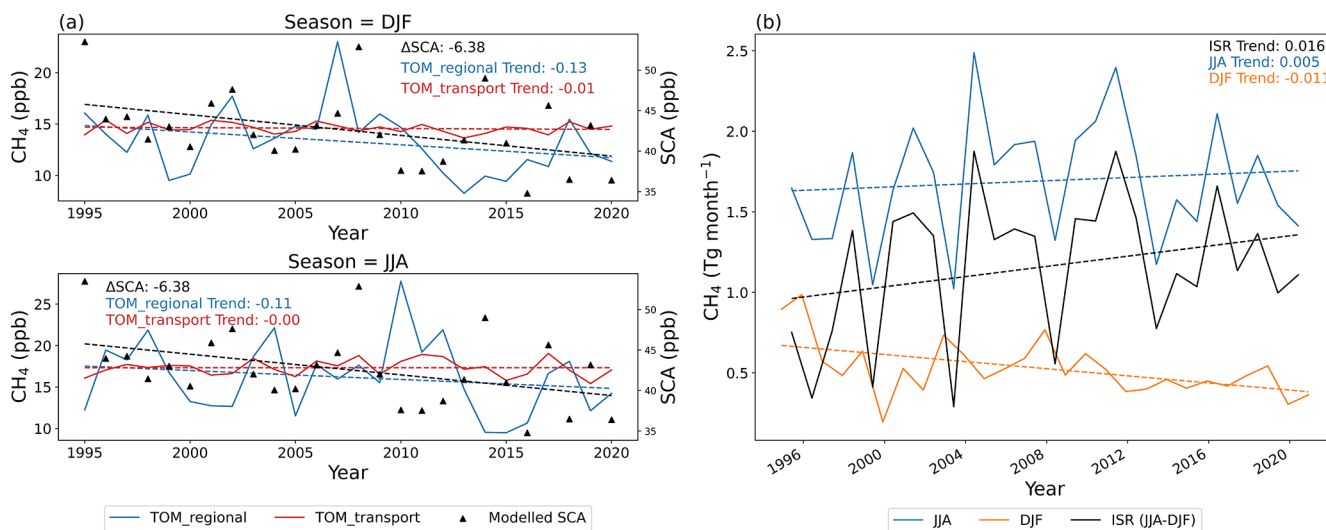 (a)
Season = DJF
ΔSCA: -6.38
TOM_regional Trend: -0.13
TOM_transport Trend: -0.01
CH₄ (ppb)
20
15
10
SCA (ppb)
50
45
40
35
1995
2000
2005
2010
2015
2020
Year
Season = JJA
ΔSCA: -6.38
TOM_regional Trend: -0.11
TOM_transport Trend: -0.00
CH₄ (ppb)
25
20
15
10
SCA (ppb)
50
45
40
35
1995
2000
2005
2010
2015
2020
Year
TOM_regional
TOM_transport
Modelled SCA
(b)
ISR Trend: 0.016
JJA Trend: 0.005
DJF Trend: -0.011
CH₄ (Tg month⁻¹)
2.5
2.0
1.5
1.0
0.5
1996
2000
2004
2008
2012
2016
2020
Year
JJA
DJF
ISR (JJA-DJF)